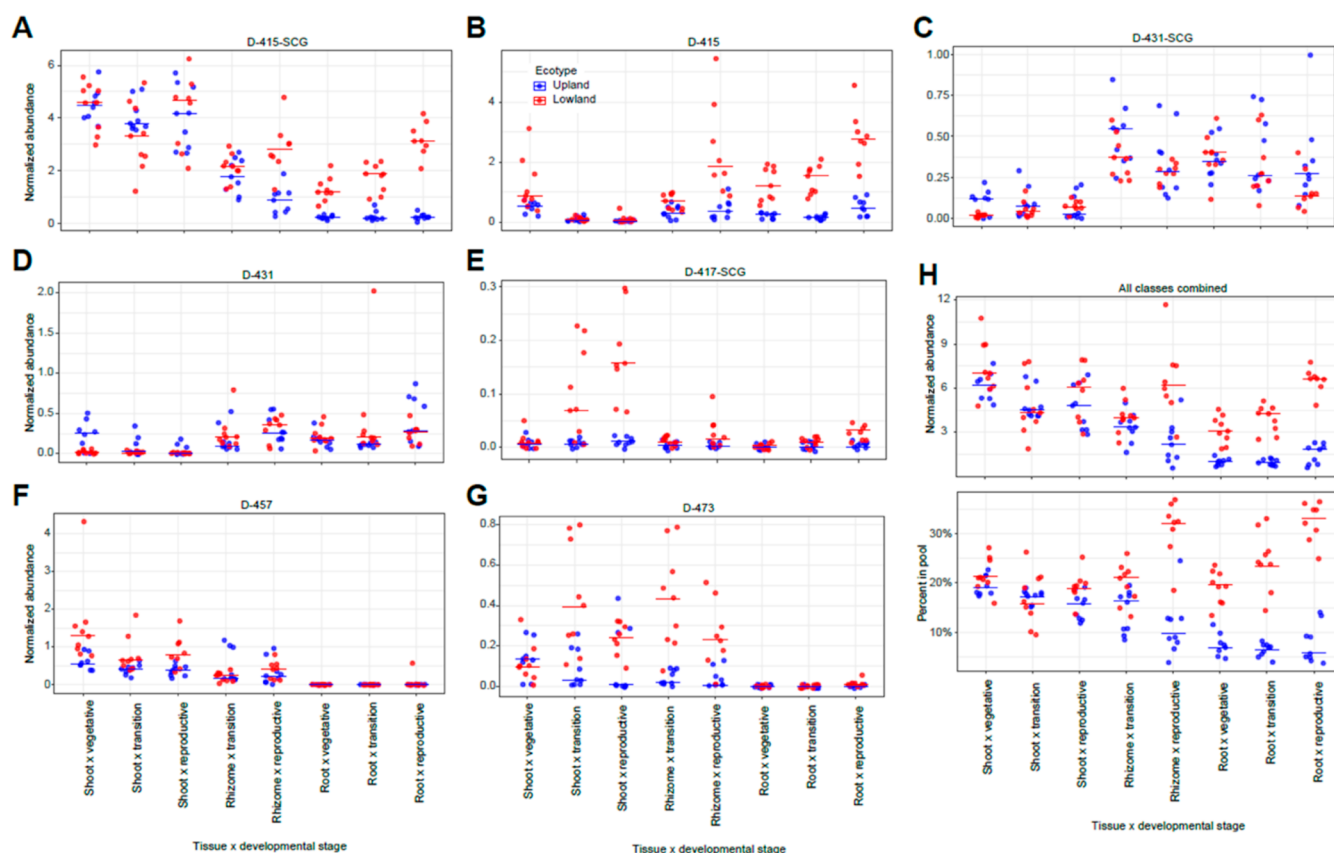 A
D-415-SCG
Normalized abundance
6
4
2
0
B
D-415
Ecotype
Upland
Lowland
4
2
0
C
D-431-SCG
1.00
0.75
0.50
0.25
0.00
D
D-431
Normalized abundance
2.0
1.5
1.0
0.5
0.0
E
D-417-SCG
0.3
0.2
0.1
0.0
H
All classes combined
Normalized abundance
12
9
6
3
Percent in pool
30%
20%
10%
F
D-457
Normalized abundance
4
3
2
1
0
G
D-473
0.8
0.6
0.4
0.2
0.0
Shoot x vegetative
Shoot x transition
Shoot x reproductive
Rhizome x transition
Rhizome x reproductive
Root x vegetative
Root x transition
Root x reproductive
Tissue x developmental stage
Shoot x vegetative
Shoot x transition
Shoot x reproductive
Rhizome x transition
Rhizome x reproductive
Root x vegetative
Root x transition
Root x reproductive
Tissue x developmental stage
Shoot x vegetative
Shoot x transition
Shoot x reproductive
Rhizome x transition
Rhizome x reproductive
Root x vegetative
Root x transition
Root x reproductive
Tissue x developmental stage